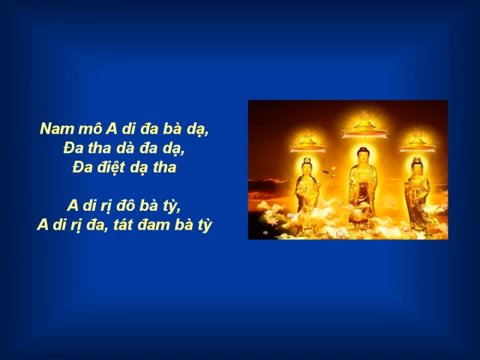 Nam mô A di đa bà dạ,
Đa tha dà đa dạ,
Đa điệt dạ tha
A di rị đô bà tỳ,
A di rị đa, tát đam bà tỳ